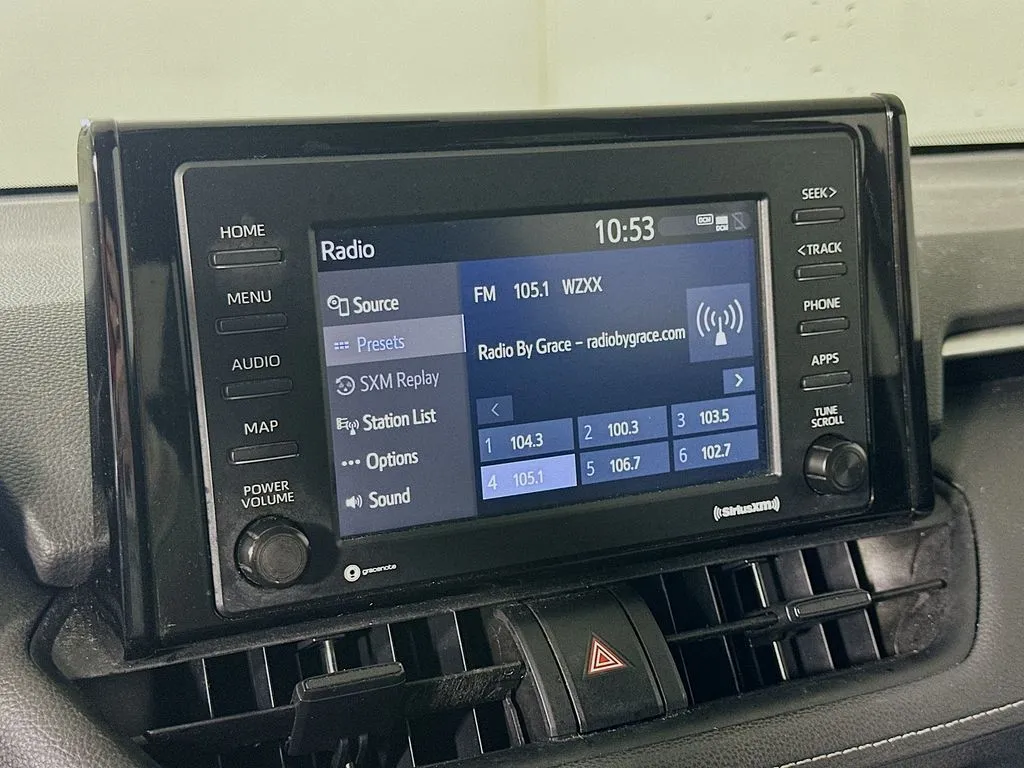 HOME
MENU
AUDIO
MAP
POWER
VOLUME
Radio
10:53
DCM
DCM
Source
Presets
SXM Replay
Station List
Options
Sound
FM 105.1 WZXX
Radio By Grace – radiobygrace.com
<
>
1 104.3
2 100.3
3 103.5
4 105.1
5 106.7
6 102.7
SEEK>
<TRACK
PHONE
APPS
TUNE
SCROLL
((SiriusXM))
gracenote